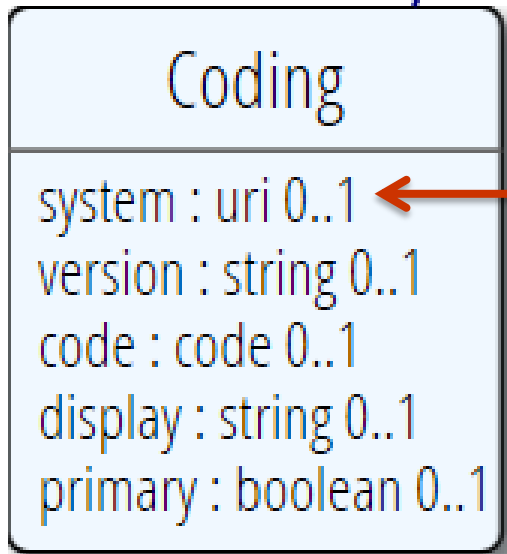 Coding
system : uri 0..1
version : string 0..1
code : code 0..1
display : string 0..1
primary : boolean 0..1